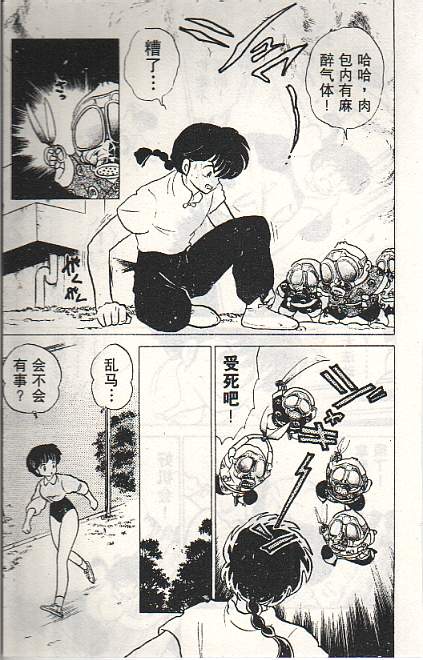 哈哈，肉
包内有麻
醉气体！
糟了…
受死吧！
乱马…
会不会
有事？